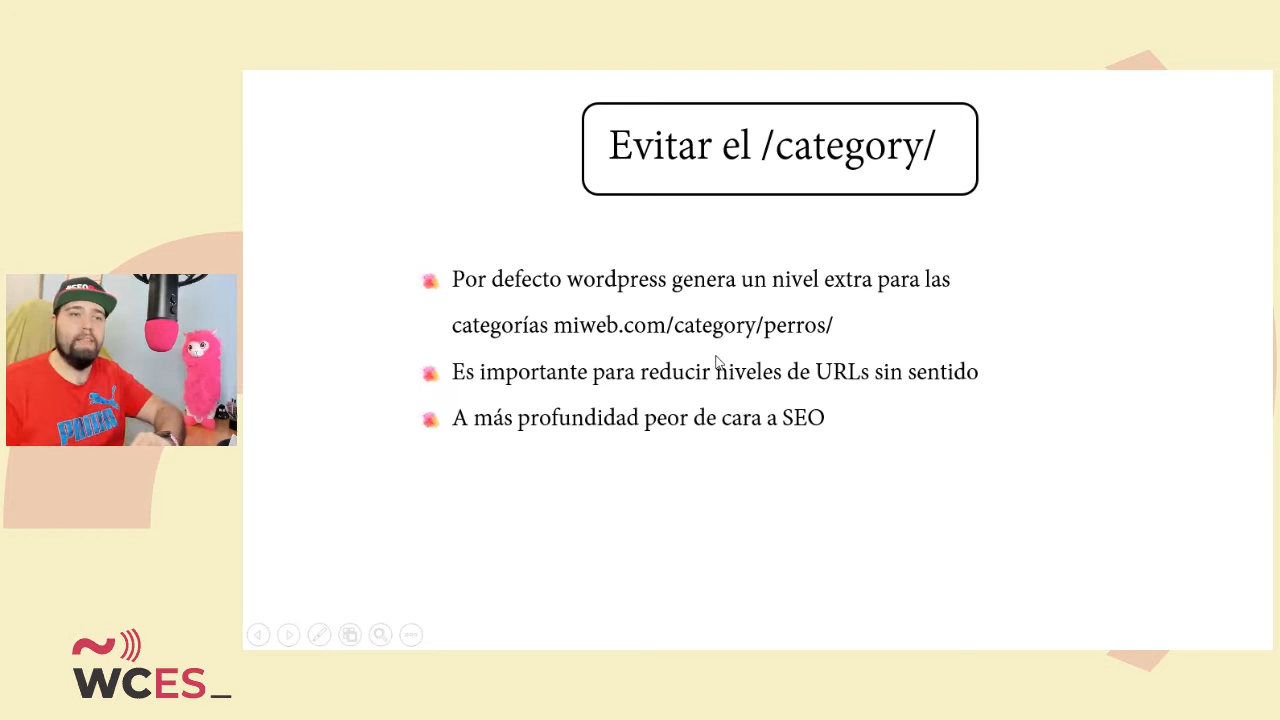 Evitar el /category/
Por defecto wordpress genera un nivel extra para las
categorías miweb.com/category/perros/
Es importante para reducir niveles de URLs sin sentido
A más profundidad peor de cara a SEO
PUMA
WCES_